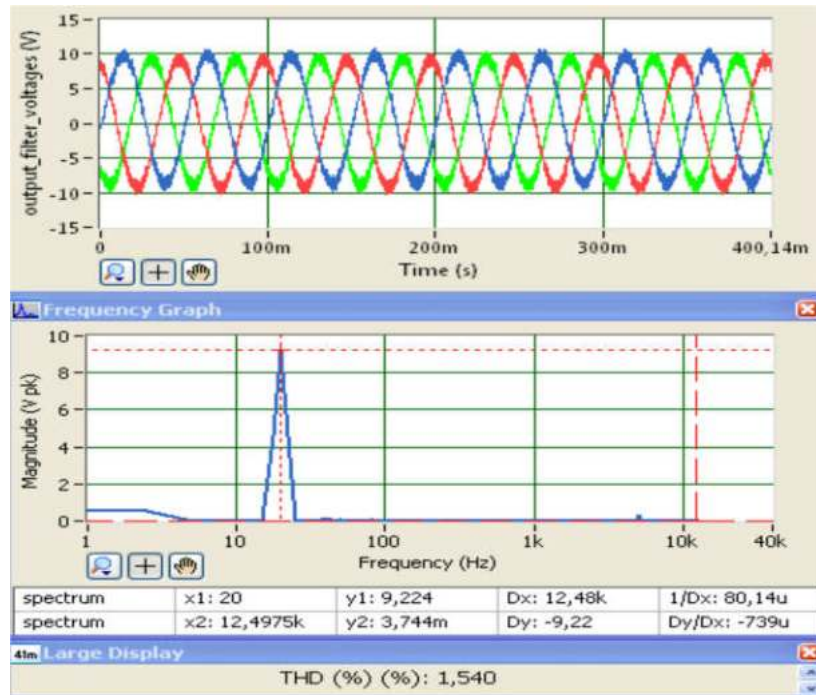 output_filter_voltages (V)
15
10
5
0
-5
-10
-15
0 100m 200m 300m 400,14m
Time (s)
Frequency Graph
Magnitude (V pk)
10
8
6
4
2
0
1 10 100 1k 10k 40k
Frequency (Hz)
spectrum x1: 20 y1: 9,224 Dx: 12,48k 1/Dx: 80,14u
spectrum x2: 12,4975k y2: 3,744m Dy: -9,22 Dy/Dx: -739u
41m Large Display
THD (%) (%): 1,540